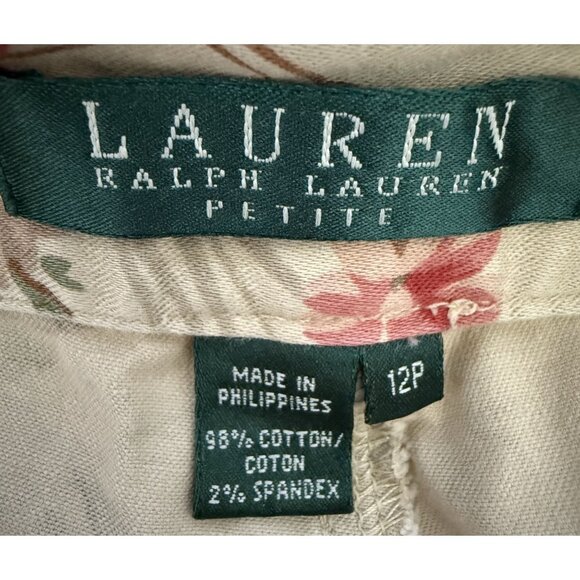 LAUREN
RALPH LAUREN
PETITE
MADE IN
PHILIPPINES
98% COTTON/
COTON
2% SPANDEX
12P